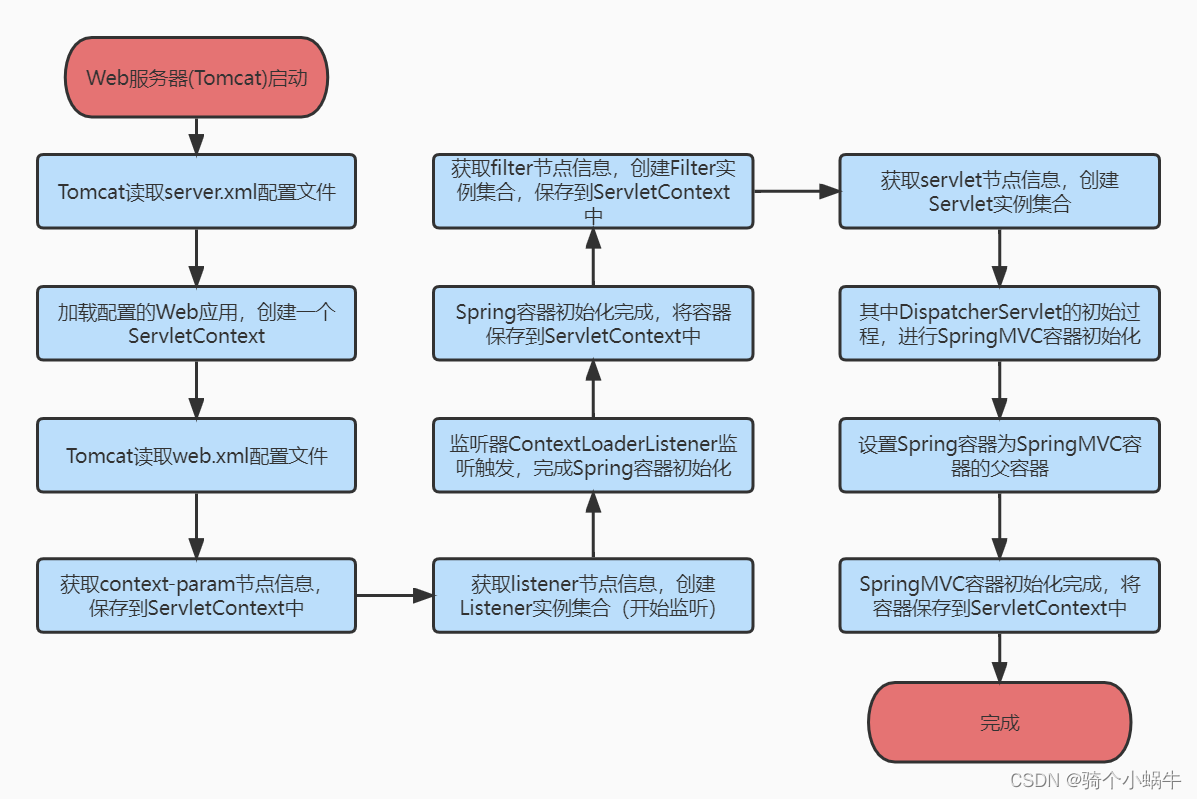 Web服务器(Tomcat)启动
Tomcat读取server.xml配置文件
加载配置的Web应用，创建一个
ServletContext
Tomcat读取web.xml配置文件
获取context-param节点信息，
保存到ServletContext中
获取listener节点信息，创建
Listener实例集合（开始监听）
监听器ContextLoaderListener监
听触发，完成Spring容器初始化
Spring容器初始化完成，将容器
保存到ServletContext中
获取filter节点信息，创建Filter实
例集合，保存到ServletContext
中
获取servlet节点信息，创建
Servlet实例集合
其中DispatcherServlet的初始过
程，进行SpringMVC容器初始化
设置Spring容器为SpringMVC容
器的父容器
SpringMVC容器初始化完成，将
容器保存到ServletContext中
完成
CSDN @骑个小蜗牛